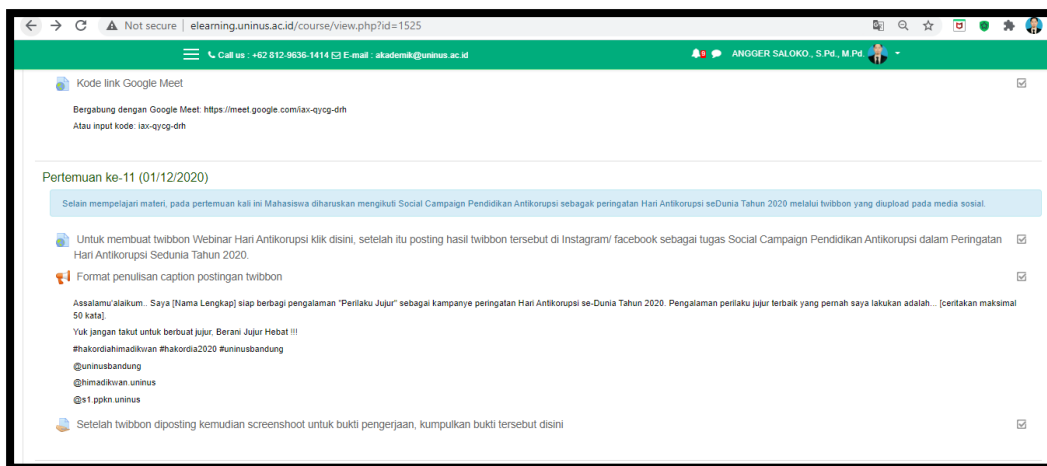 Not secure | elearning.uninus.ac.id/course/view.php?id=1525
Call us : +62 812-9636-1414 E-mail : akademik@uninus.ac.id
9 ANGGER SALOKO., S.Pd., M.Pd.
Kode link Google Meet
Bergabung dengan Google Meet: https://meet.google.com/iax-qycg-drh
Atau input kode: iax-qycg-drh
Pertemuan ke-11 (01/12/2020)
Selain mempelajari materi, pada pertemuan kali ini Mahasiswa diharuskan mengikuti Social Campaign Pendidikan Antikorupsi sebagak peringatan Hari Antikorupsi seDunia Tahun 2020 melalui twibbon yang diupload pada media sosial.
Untuk membuat twibbon Webinar Hari Antikorupsi klik disini, setelah itu posting hasil twibbon tersebut di Instagram/ facebook sebagai tugas Social Campaign Pendidikan Antikorupsi dalam Peringatan
Hari Antikorupsi Sedunia Tahun 2020.
Format penulisan caption postingan twibbon
Assalamu'alaikum.. Saya [Nama Lengkap] siap berbagi pengalaman "Perilaku Jujur" sebagai kampanye peringatan Hari Antikorupsi se-Dunia Tahun 2020. Pengalaman perilaku jujur terbaik yang pernah saya lakukan adalah... [ceritakan maksimal
50 kata].
Yuk jangan takut untuk berbuat jujur, Berani Jujur Hebat !!!
#hakordiahimadikwan #hakordia2020 #uninusbandung
@uninusbandung
@himadikwan.uninus
@s1.ppkn.uninus
Setelah twibbon diposting kemudian screenshoot untuk bukti pengerjaan, kumpulkan bukti tersebut disini